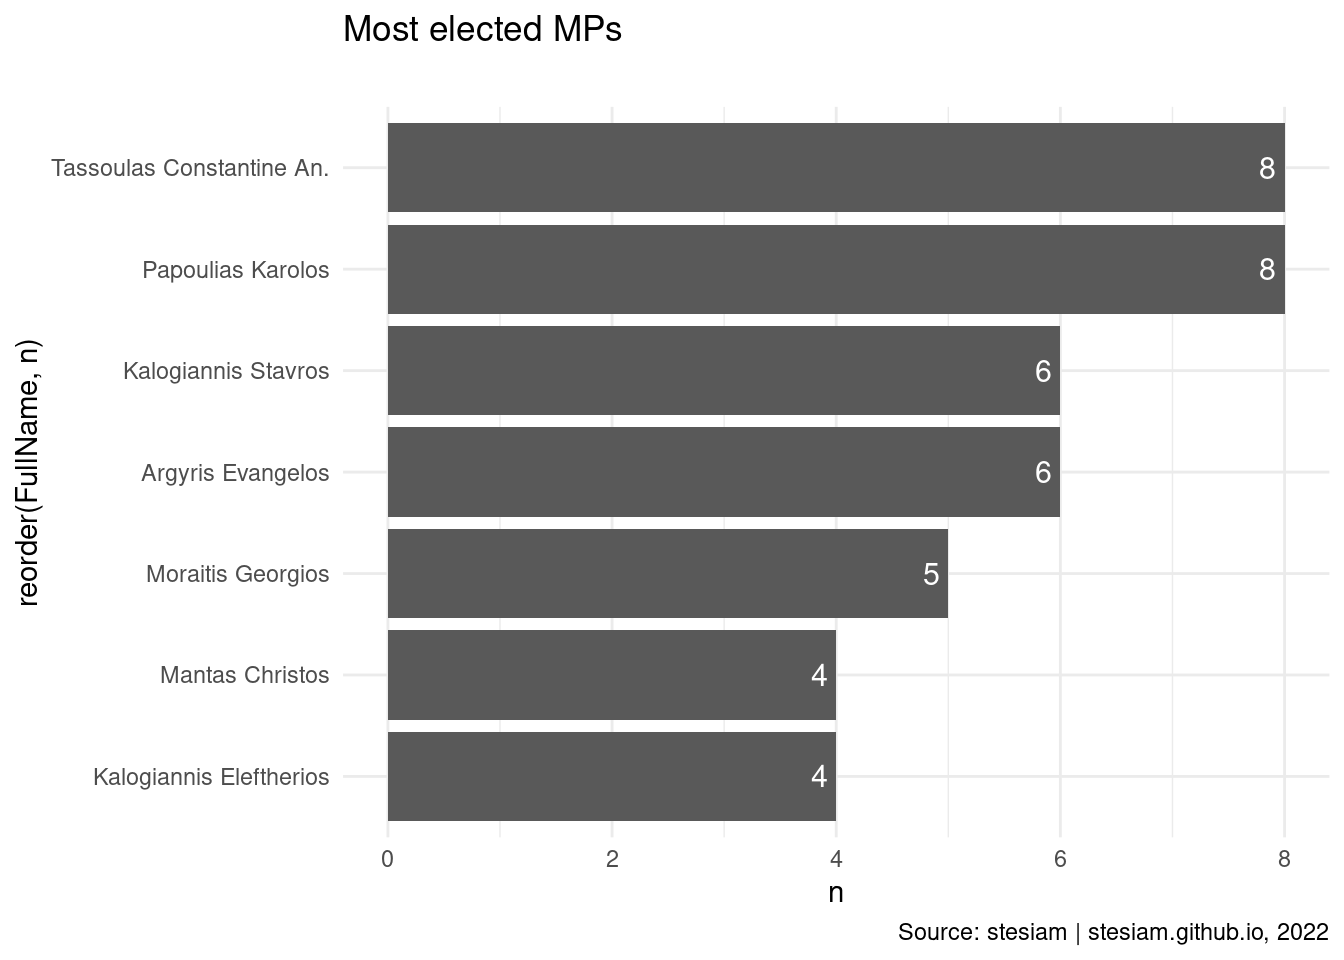 Most elected MPs
reorder(FullName, n)
Tassoulas Constantine An.
8
Papoulias Karolos
8
Kalogiannis Stavros
6
Argyris Evangelos
6
Moraitis Georgios
5
Mantas Christos
4
Kalogiannis Eleftherios
4
0 2 4 6 8
n
Source: stesiam | stesiam.github.io, 2022